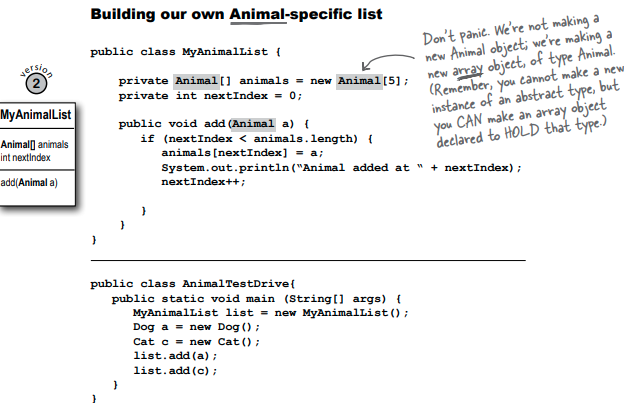 Building our own Animal-specific list
Don't panic. We're not making a
new Animal object; we're making a
new array object, of type Animal.
(Remember, you cannot make a new
instance of an abstract type, but
you CAN make an array object
declared to HOLD that type.)
version
2
MyAnimalList
Animal[] animals
int nextIndex
add(Animal a)
public class MyAnimalList {
private Animal[] animals = new Animal[5];
private int nextIndex = 0;
public void add(Animal a) {
if (nextIndex < animals.length) {
animals[nextIndex] = a;
System.out.println(“Animal added at “ + nextIndex);
nextIndex++;
}
}
}
public class AnimalTestDrive{
public static void main (String[] args) {
MyAnimalList list = new MyAnimalList();
Dog a = new Dog();
Cat c = new Cat();
list.add(a);
list.add(c);
}
}